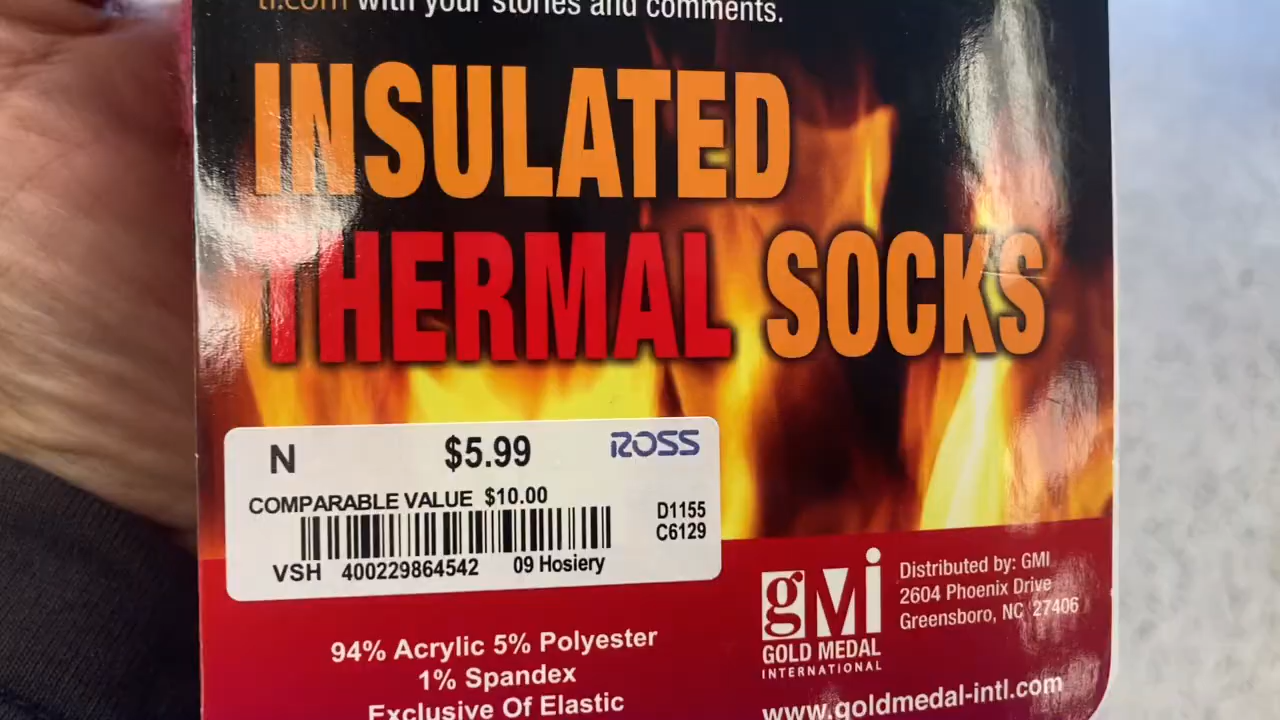 with your stories and comments.
INSULATED
THERMAL SOCKS
N $5.99 ROSS
COMPARABLE VALUE $10.00
D1155
C6129
VSH 400229864542 09 Hosiery
94% Acrylic 5% Polyester
1% Spandex
Exclusive Of Elastic
gMi
GOLD MEDAL
INTERNATIONAL
Distributed by: GMI
2604 Phoenix Drive
Greensboro, NC 27406
www.goldmedal-intl.com